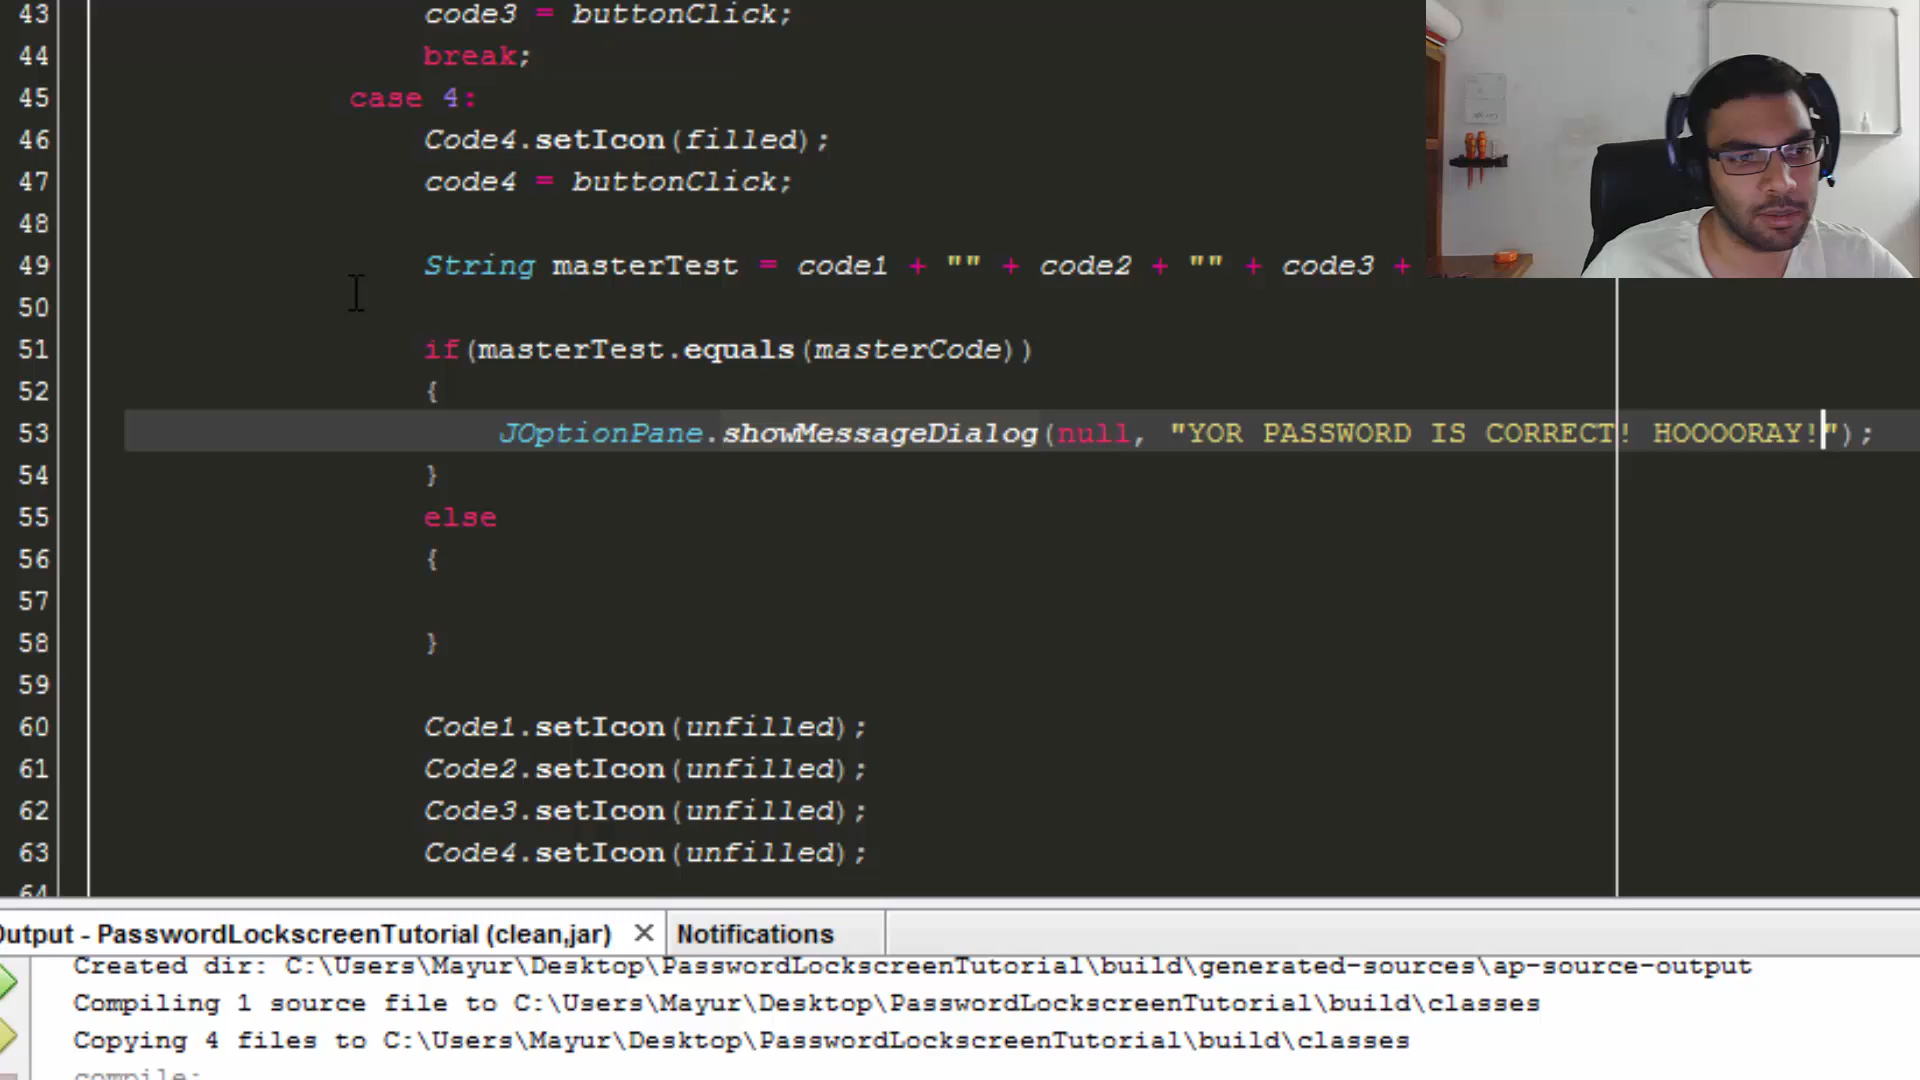 43 code3 = buttonClick;
44 break;
45 case 4:
46 Code4.setIcon(filled);
47 code4 = buttonClick;
48
49 String masterTest = code1 + "" + code2 + "" + code3 +
50
51 if(masterTest.equals(masterCode))
52 {
53 JOptionPane.showMessageDialog(null, "YOR PASSWORD IS CORRECT! HOOOORAY!");
54 }
55 else
56 {
57
58 }
59
60 Code1.setIcon(unfilled);
61 Code2.setIcon(unfilled);
62 Code3.setIcon(unfilled);
63 Code4.setIcon(unfilled);
64
Output - PasswordLockscreenTutorial (clean,jar) Notifications
Created dir: C:\Users\Mayur\Desktop\PasswordLockscreenTutorial\build\generated-sources\ap-source-output
Compiling 1 source file to C:\Users\Mayur\Desktop\PasswordLockscreenTutorial\build\classes
Copying 4 files to C:\Users\Mayur\Desktop\PasswordLockscreenTutorial\build\classes
compile: